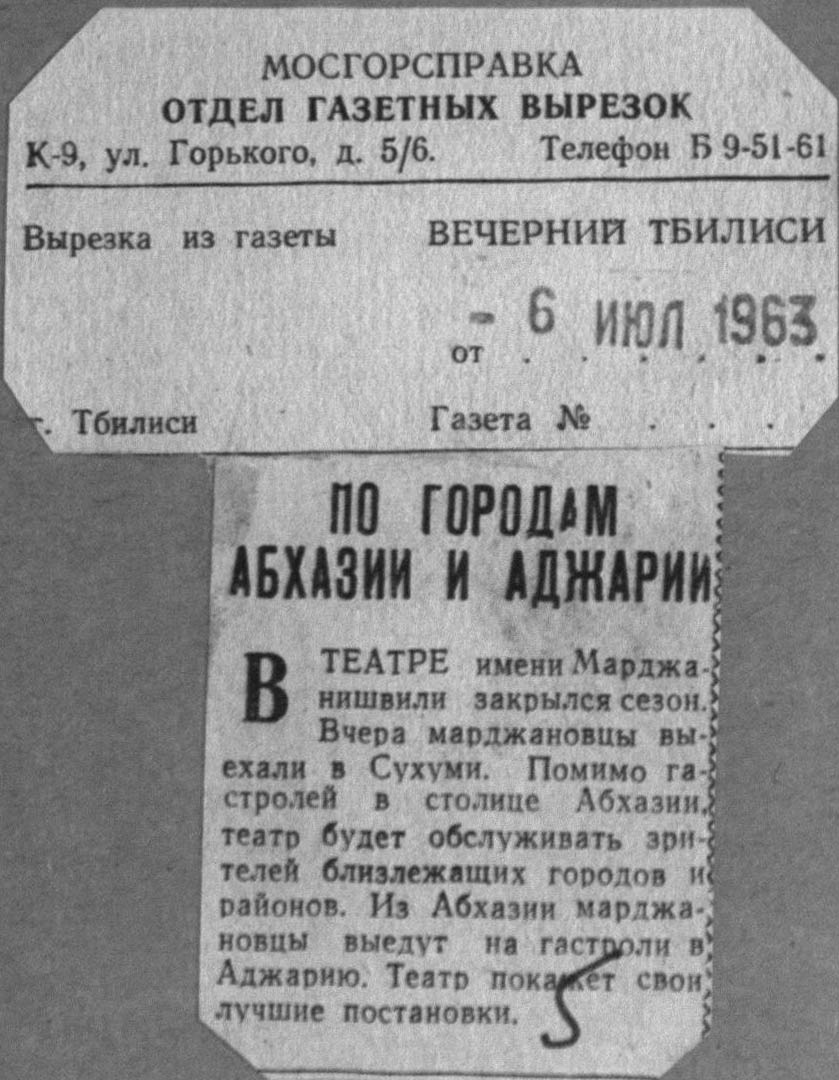 МОСГОРСПРАВКА
ОТДЕЛ ГАЗЕТНЫХ ВЫРЕЗОК
К-9, ул. Горького, д. 5/6. Телефон Б 9-51-61
Вырезка из газеты ВЕЧЕРНИЙ ТБИЛИСИ
- 6 ИЮЛ 1963
от . . . . . .
г. Тбилиси Газета № . . .
ПО ГОРОДАМ
АБХАЗИИ И АДЖАРИИ
В ТЕАТРЕ имени Марджа-
нишвили закрылся сезон.
Вчера марджановцы вы-
ехали в Сухуми. Помимо га-
стролей в столице Абхазии,
театр будет обслуживать зри-
телей близлежащих городов и
районов. Из Абхазии марджа-
новцы выедут на гастроли в
Аджарию. Театр покажет свои
лучшие постановки.
5